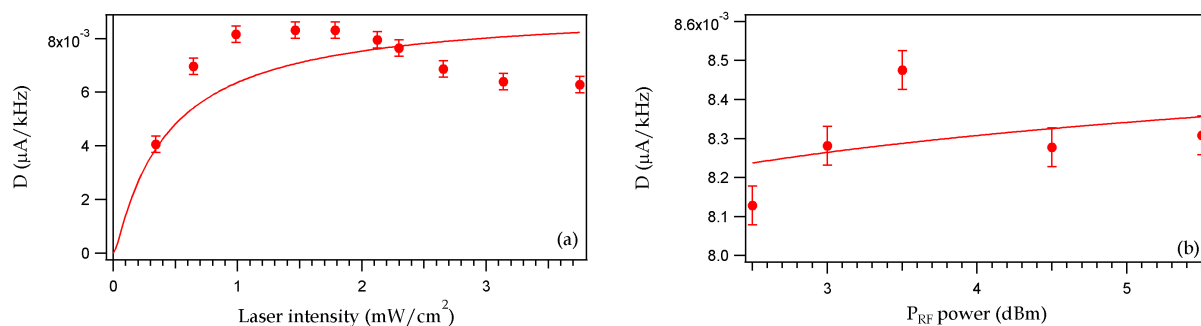 8x10⁻³
6
4
2
0
D (μA/kHz)
0
1
2
3
Laser intensity (mW/cm²)
(a)
8.6x10⁻³
8.5
8.4
8.3
8.2
8.1
8.0
D (μA/kHz)
3
4
5
P_RF power (dBm)
(b)